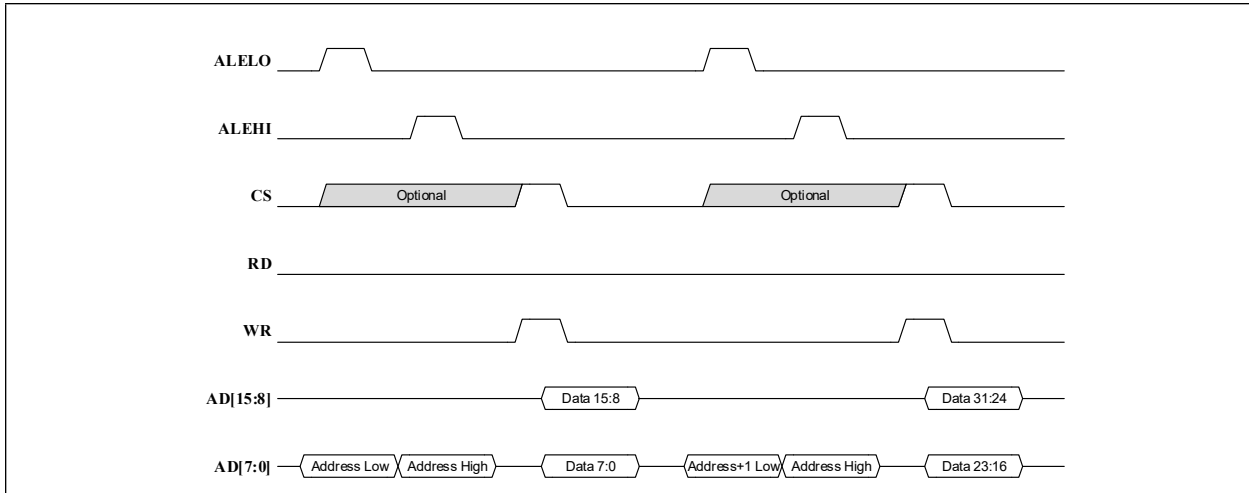 ALELO
ALEHI
CS Optional Optional
RD
WR
AD[15:8] Data 15:8 Data 31:24
AD[7:0] Address Low Address High Data 7:0 Address+1 Low Address High Data 23:16